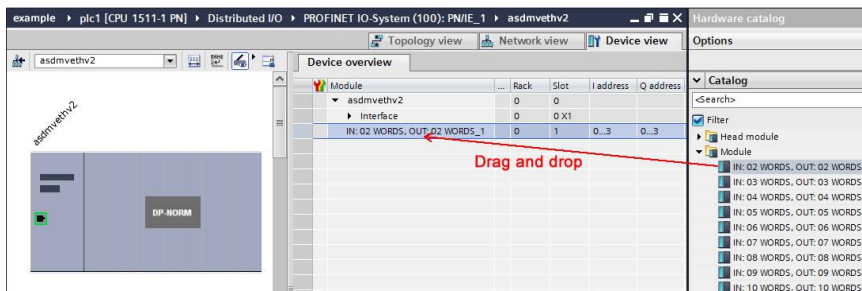 example ▸ plc1 [CPU 1511-1 PN] ▸ Distributed I/O ▸ PROFINET IO-System (100): PN/IE_1 ▸ asdmvethv2
Hardware catalog
Topology view Network view Device view
Options
asdmvethv2
Device overview
Module ... Rack Slot I address Q address
Catalog
asdmvethv2 0 0
<Search>
Interface 0 0 X1
Filter
IN: 02 WORDS, OUT: 02 WORDS_1 0 1 0...3 0...3
Head module
Module
asdmvethv2
Drag and drop
DP-NORM
IN: 02 WORDS, OUT: 02 WORDS
IN: 03 WORDS, OUT: 03 WORDS
IN: 04 WORDS, OUT: 04 WORDS
IN: 05 WORDS, OUT: 05 WORDS
IN: 06 WORDS, OUT: 06 WORDS
IN: 07 WORDS, OUT: 07 WORDS
IN: 08 WORDS, OUT: 08 WORDS
IN: 09 WORDS, OUT: 09 WORDS
IN: 10 WORDS, OUT: 10 WORDS